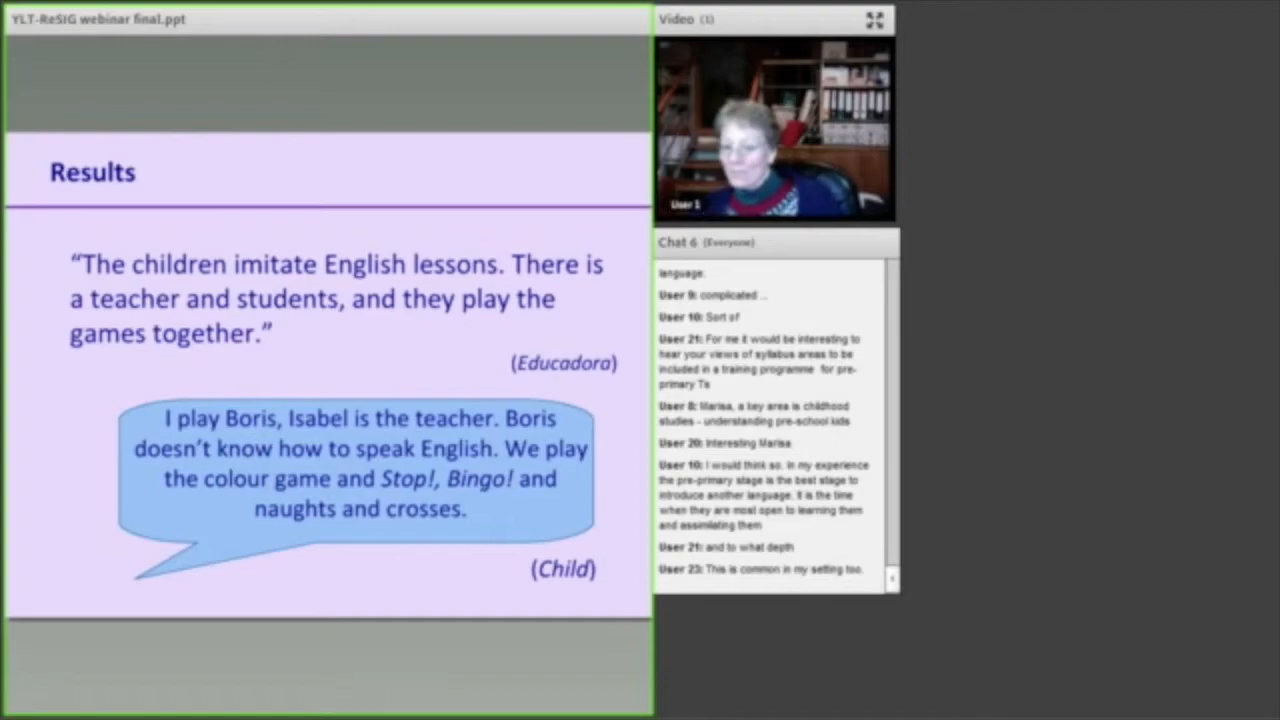 YLT-ReSIG webinar final.ppt
Results
“The children imitate English lessons. There is
a teacher and students, and they play the
games together.”
(Educadora)
I play Boris, Isabel is the teacher. Boris
doesn’t know how to speak English. We play
the colour game and Stop!, Bingo! and
naughts and crosses.
(Child)
Video (1)
User 1
Chat 6 (Everyone)
language.
User 9: complicated ..
User 10: Sort of
User 21: For me it would be interesting to
hear your views of syllabus areas to be
included in a training programme for pre-
primary Ts
User 8: Marisa, a key area is childhood
studies - understanding pre-school kids
User 20: Interesting Marisa
User 10: I would think so. In my experience
the pre-primary stage is the best stage to
introduce another language. It is the time
when they are most open to learning them
and assimilating them
User 21: and to what depth
User 23: This is common in my setting too.